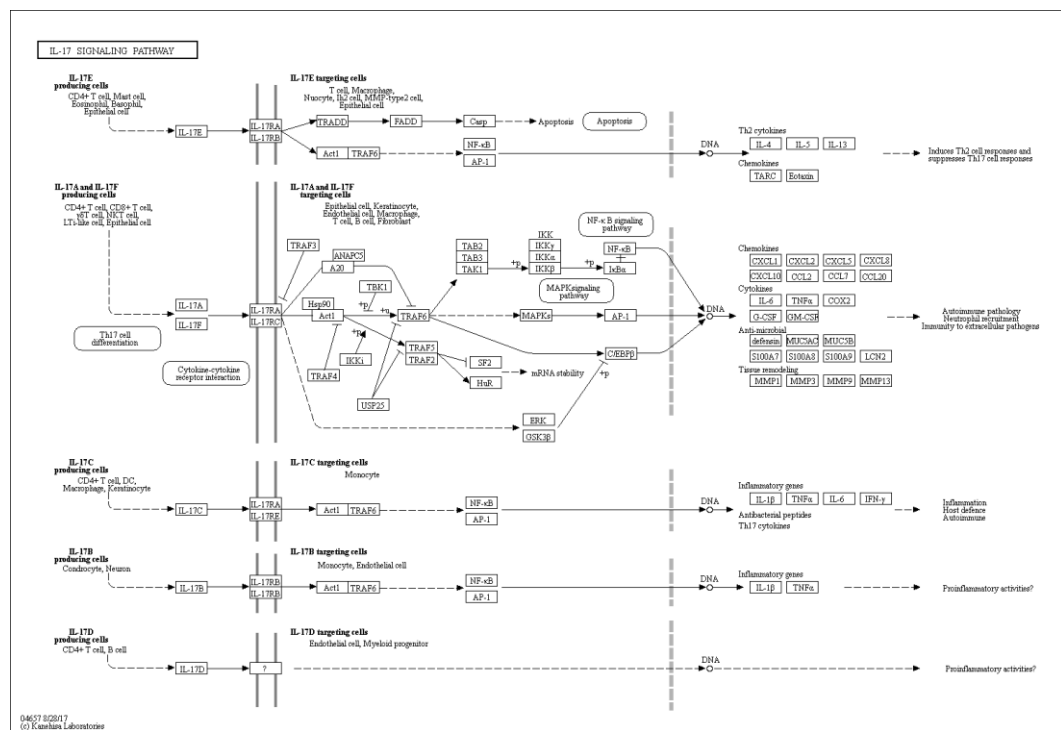 IL-17 SIGNALING PATHWAY
IL-17E
producing cells
CD4+ T cell, Mast cell,
Eosinophil, Basophil,
Epithelial cell
IL-17E
IL-17RA
IL-17RB
IL-17E targeting cells
T cell, Macrophage,
Nuocyte, Ih2 cell, MMP-type2 cell,
Epithelial cell
TRADD
FADD
Casp
Apoptosis
Apoptosis
Act1
TRAF6
NF-κB
AP-1
DNA
Th2 cytokines
IL-4
IL-5
IL-13
Chemokines
TARC
Eotaxin
Induces Th2 cell responses and
suppresses Th17 cell responses
IL-17A and IL-17F
producing cells
CD4+ T cell, CD8+ T cell,
γδT cell, NKT cell,
LTi-like cell, Epithelial cell
IL-17A
IL-17F
Th17 cell
differentiation
Cytokine-cytokine
receptor interaction
IL-17RA
IL-17RC
IL-17A and IL-17F
targeting cells
Epithelial cell, Keratinocyte,
Endothelial cell, Macrophage,
T cell, B cell, Fibroblast
TRAF3
ANAPC5
A20
TBK1
+p
+u
Hsp90
Act1
TRAF6
+p
IKKi
TRAF4
TRAF5
TRAF2
USP25
SF2
HuR
mRNA stability
TAB2
TAB3
TAK1
+p
IKK
IKKγ
IKKα
IKKβ
+p
NF-κB
IκBα
NF-κB signaling
pathway
MAPK signaling
pathway
MAPKs
AP-1
C/EBPβ
+p
ERK
GSK3β
DNA
Chemokines
CXCL1
CXCL2
CXCL5
CXCL8
CXCL10
CCL2
CCL7
CCL20
Cytokines
IL-6
TNFα
COX2
G-CSF
GM-CSF
Anti-microbial
defensin
MUC5AC
MUC5B
S100A7
S100A8
S100A9
LCN2
Tissue remodeling
MMP1
MMP3
MMP9
MMP13
Autoimmune pathology
Neutrophil recruitment
Immunity to extracellular pathogens
IL-17C
producing cells
CD4+ T cell, DC,
Macrophage, Keratinocyte
IL-17C
IL-17RA
IL-17RE
IL-17C targeting cells
Monocyte
Act1
TRAF6
NF-κB
AP-1
DNA
Inflammatory genes
IL-1β
TNFα
IL-6
IFN-γ
Antibacterial peptides
Th17 cytokines
Inflammation
Host defence
Autoimmune
IL-17B
producing cells
Condrocyte, Neuron
IL-17B
IL-17RB
IL-17RB
IL-17B targeting cells
Monocyte, Endothelial cell
Act1
TRAF6
NF-κB
AP-1
DNA
Inflammatory genes
IL-1β
TNFα
Proinflammatory activities?
IL-17D
producing cells
CD4+ T cell, B cell
IL-17D
?
IL-17D targeting cells
Endothelial cell, Myeloid progenitor
DNA
Proinflammatory activities?
04657 8/28/17
(c) Kanehisa Laboratories